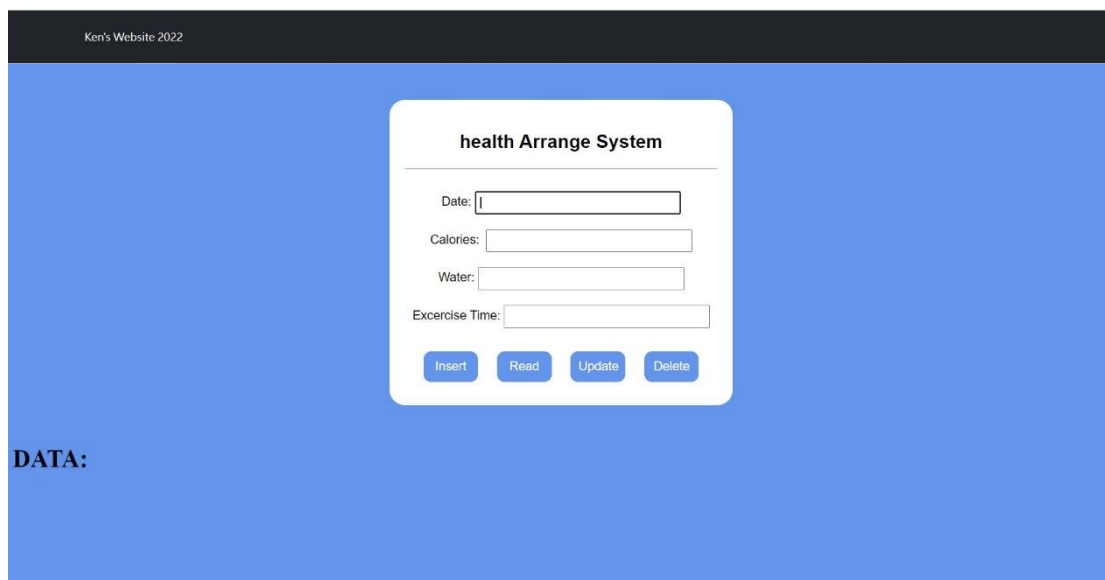 Ken's Website 2022
health Arrange System
Date:
Calories:
Water:
Excercise Time:
Insert Read Update Delete
DATA: